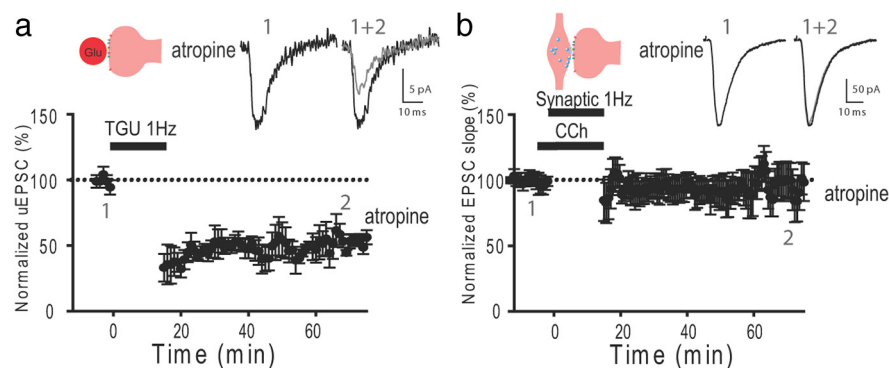 a
Glu
atropine
1
1+2
5 pA
10 ms
TGU 1Hz
Normalized uEPSC (%)
150
100
50
0
1
2
atropine
0
20
40
60
Time (min)
b
atropine
1
1+2
50 pA
10 ms
Synaptic 1Hz
CCh
Normalized EPSC slope (%)
150
100
50
0
1
2
atropine
0
20
40
60
Time (min)